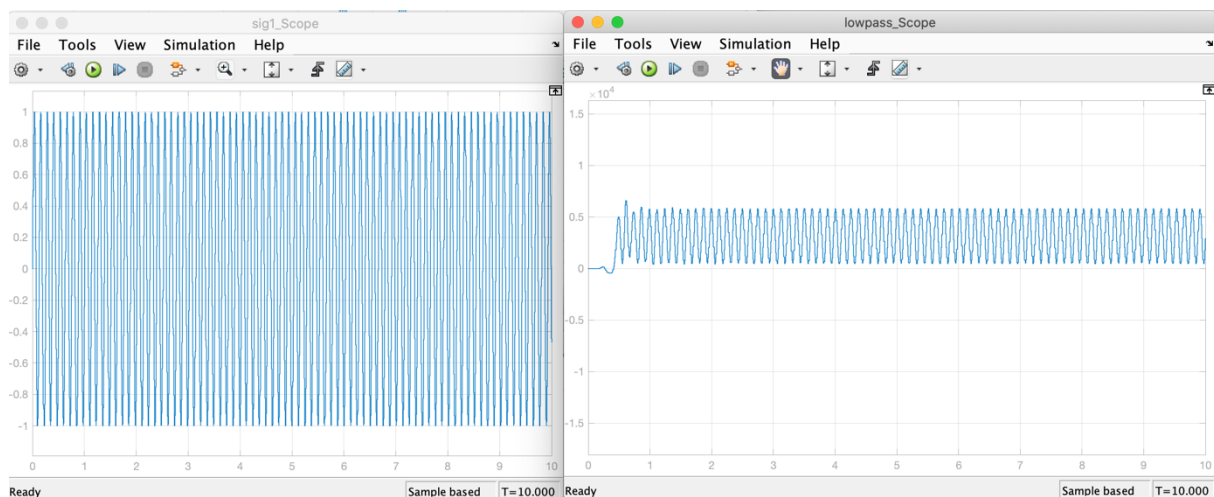 sig1_Scope
File Tools View Simulation Help
1
0.8
0.6
0.4
0.2
0
-0.2
-0.4
-0.6
-0.8
-1
0 1 2 3 4 5 6 7 8 9 10
Ready Sample based T=10.000
lowpass_Scope
File Tools View Simulation Help
×10⁴
1.5
1
0.5
0
-0.5
-1
-1.5
0 1 2 3 4 5 6 7 8 9 10
Ready Sample based T=10.000